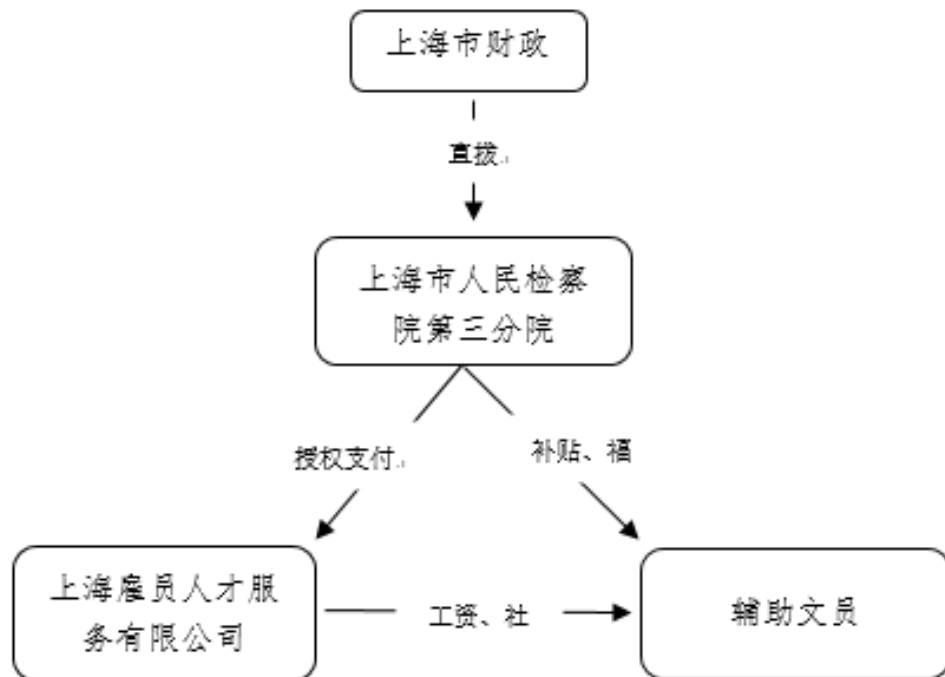 上海市财政
直拨
上海市人民检察
院第三分院
授权支付
补贴、福
上海雇员人才服
务有限公司
工资、社
辅助文员